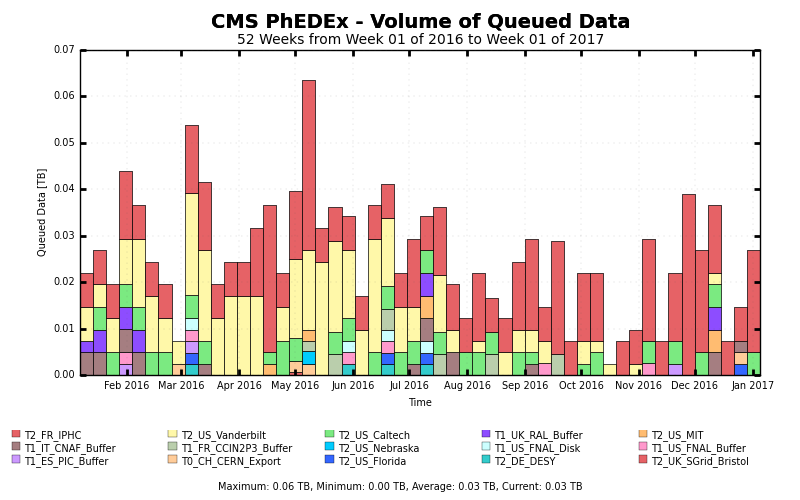 CMS PhEDEx - Volume of Queued Data
52 Weeks from Week 01 of 2016 to Week 01 of 2017
0.07
0.06
0.05
0.04
0.03
0.02
0.01
0.00
Queued Data [TB]
Feb 2016 Mar 2016 Apr 2016 May 2016 Jun 2016 Jul 2016 Aug 2016 Sep 2016 Oct 2016 Nov 2016 Dec 2016 Jan 2017
Time
T2_FR_IPHC T2_US_Vanderbilt T2_US_Caltech T1_UK_RAL_Buffer T2_US_MIT
T1_IT_CNAF_Buffer T1_FR_CCIN2P3_Buffer T2_US_Nebraska T1_US_FNAL_Disk T1_US_FNAL_Buffer
T1_ES_PIC_Buffer T0_CH_CERN_Export T2_US_Florida T2_DE_DESY T2_UK_SGrid_Bristol
Maximum: 0.06 TB, Minimum: 0.00 TB, Average: 0.03 TB, Current: 0.03 TB